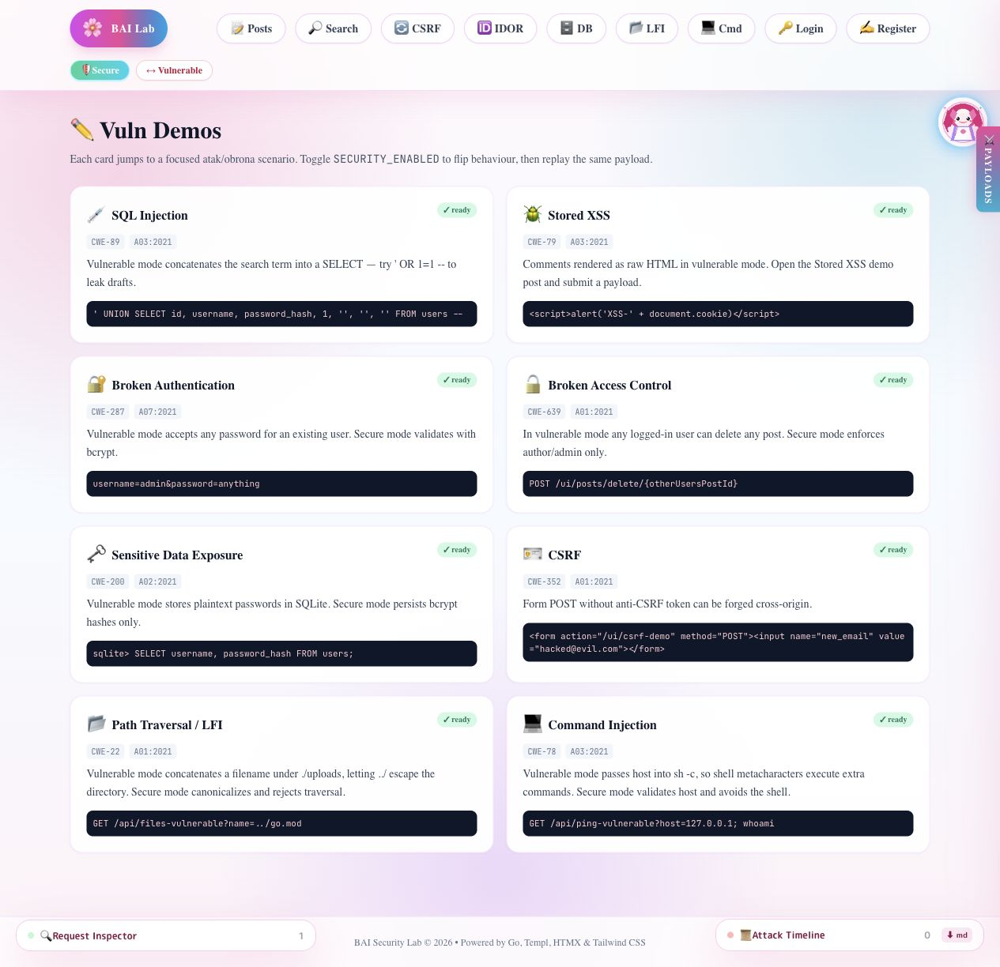 BAI Lab
Posts
Search
CSRF
IDOR
DB
LFI
Cmd
Login
Register
Secure
↔ Vulnerable
Vuln Demos
Each card jumps to a focused atak/obrona scenario. Toggle SECURITY_ENABLED to flip behaviour, then replay the same payload.
PAYLOADS
SQL Injection
✓ ready
CWE-89 A03:2021
Vulnerable mode concatenates the search term into a SELECT — try ' OR 1=1 -- to
leak drafts.
' UNION SELECT id, username, password_hash, 1, '', '', '' FROM users --
Stored XSS
✓ ready
CWE-79 A03:2021
Comments rendered as raw HTML in vulnerable mode. Open the Stored XSS demo
post and submit a payload.
<script>alert('XSS-' + document.cookie)</script>
Broken Authentication
✓ ready
CWE-287 A07:2021
Vulnerable mode accepts any password for an existing user. Secure mode validates with
bcrypt.
username=admin&password=anything
Broken Access Control
✓ ready
CWE-639 A01:2021
In vulnerable mode any logged-in user can delete any post. Secure mode enforces
author/admin only.
POST /ui/posts/delete/{otherUsersPostId}
Sensitive Data Exposure
✓ ready
CWE-200 A02:2021
Vulnerable mode stores plaintext passwords in SQLite. Secure mode persists bcrypt
hashes only.
sqlite> SELECT username, password_hash FROM users;
CSRF
✓ ready
CWE-352 A01:2021
Form POST without anti-CSRF token can be forged cross-origin.
<form action="/ui/csrf-demo" method="POST"><input name="new_email" value
="hacked@evil.com"></form>
Path Traversal / LFI
✓ ready
CWE-22 A01:2021
Vulnerable mode concatenates a filename under ./uploads, letting ../ escape the
directory. Secure mode canonicalizes and rejects traversal.
GET /api/files-vulnerable?name=../go.mod
Command Injection
✓ ready
CWE-78 A03:2021
Vulnerable mode passes host into sh -c, so shell metacharacters execute extra
commands. Secure mode validates host and avoids the shell.
GET /api/ping-vulnerable?host=127.0.0.1; whoami
Request Inspector 1
BAI Security Lab © 2026 • Powered by Go, Templ, HTMX & Tailwind CSS
Attack Timeline 0 ⬇ md